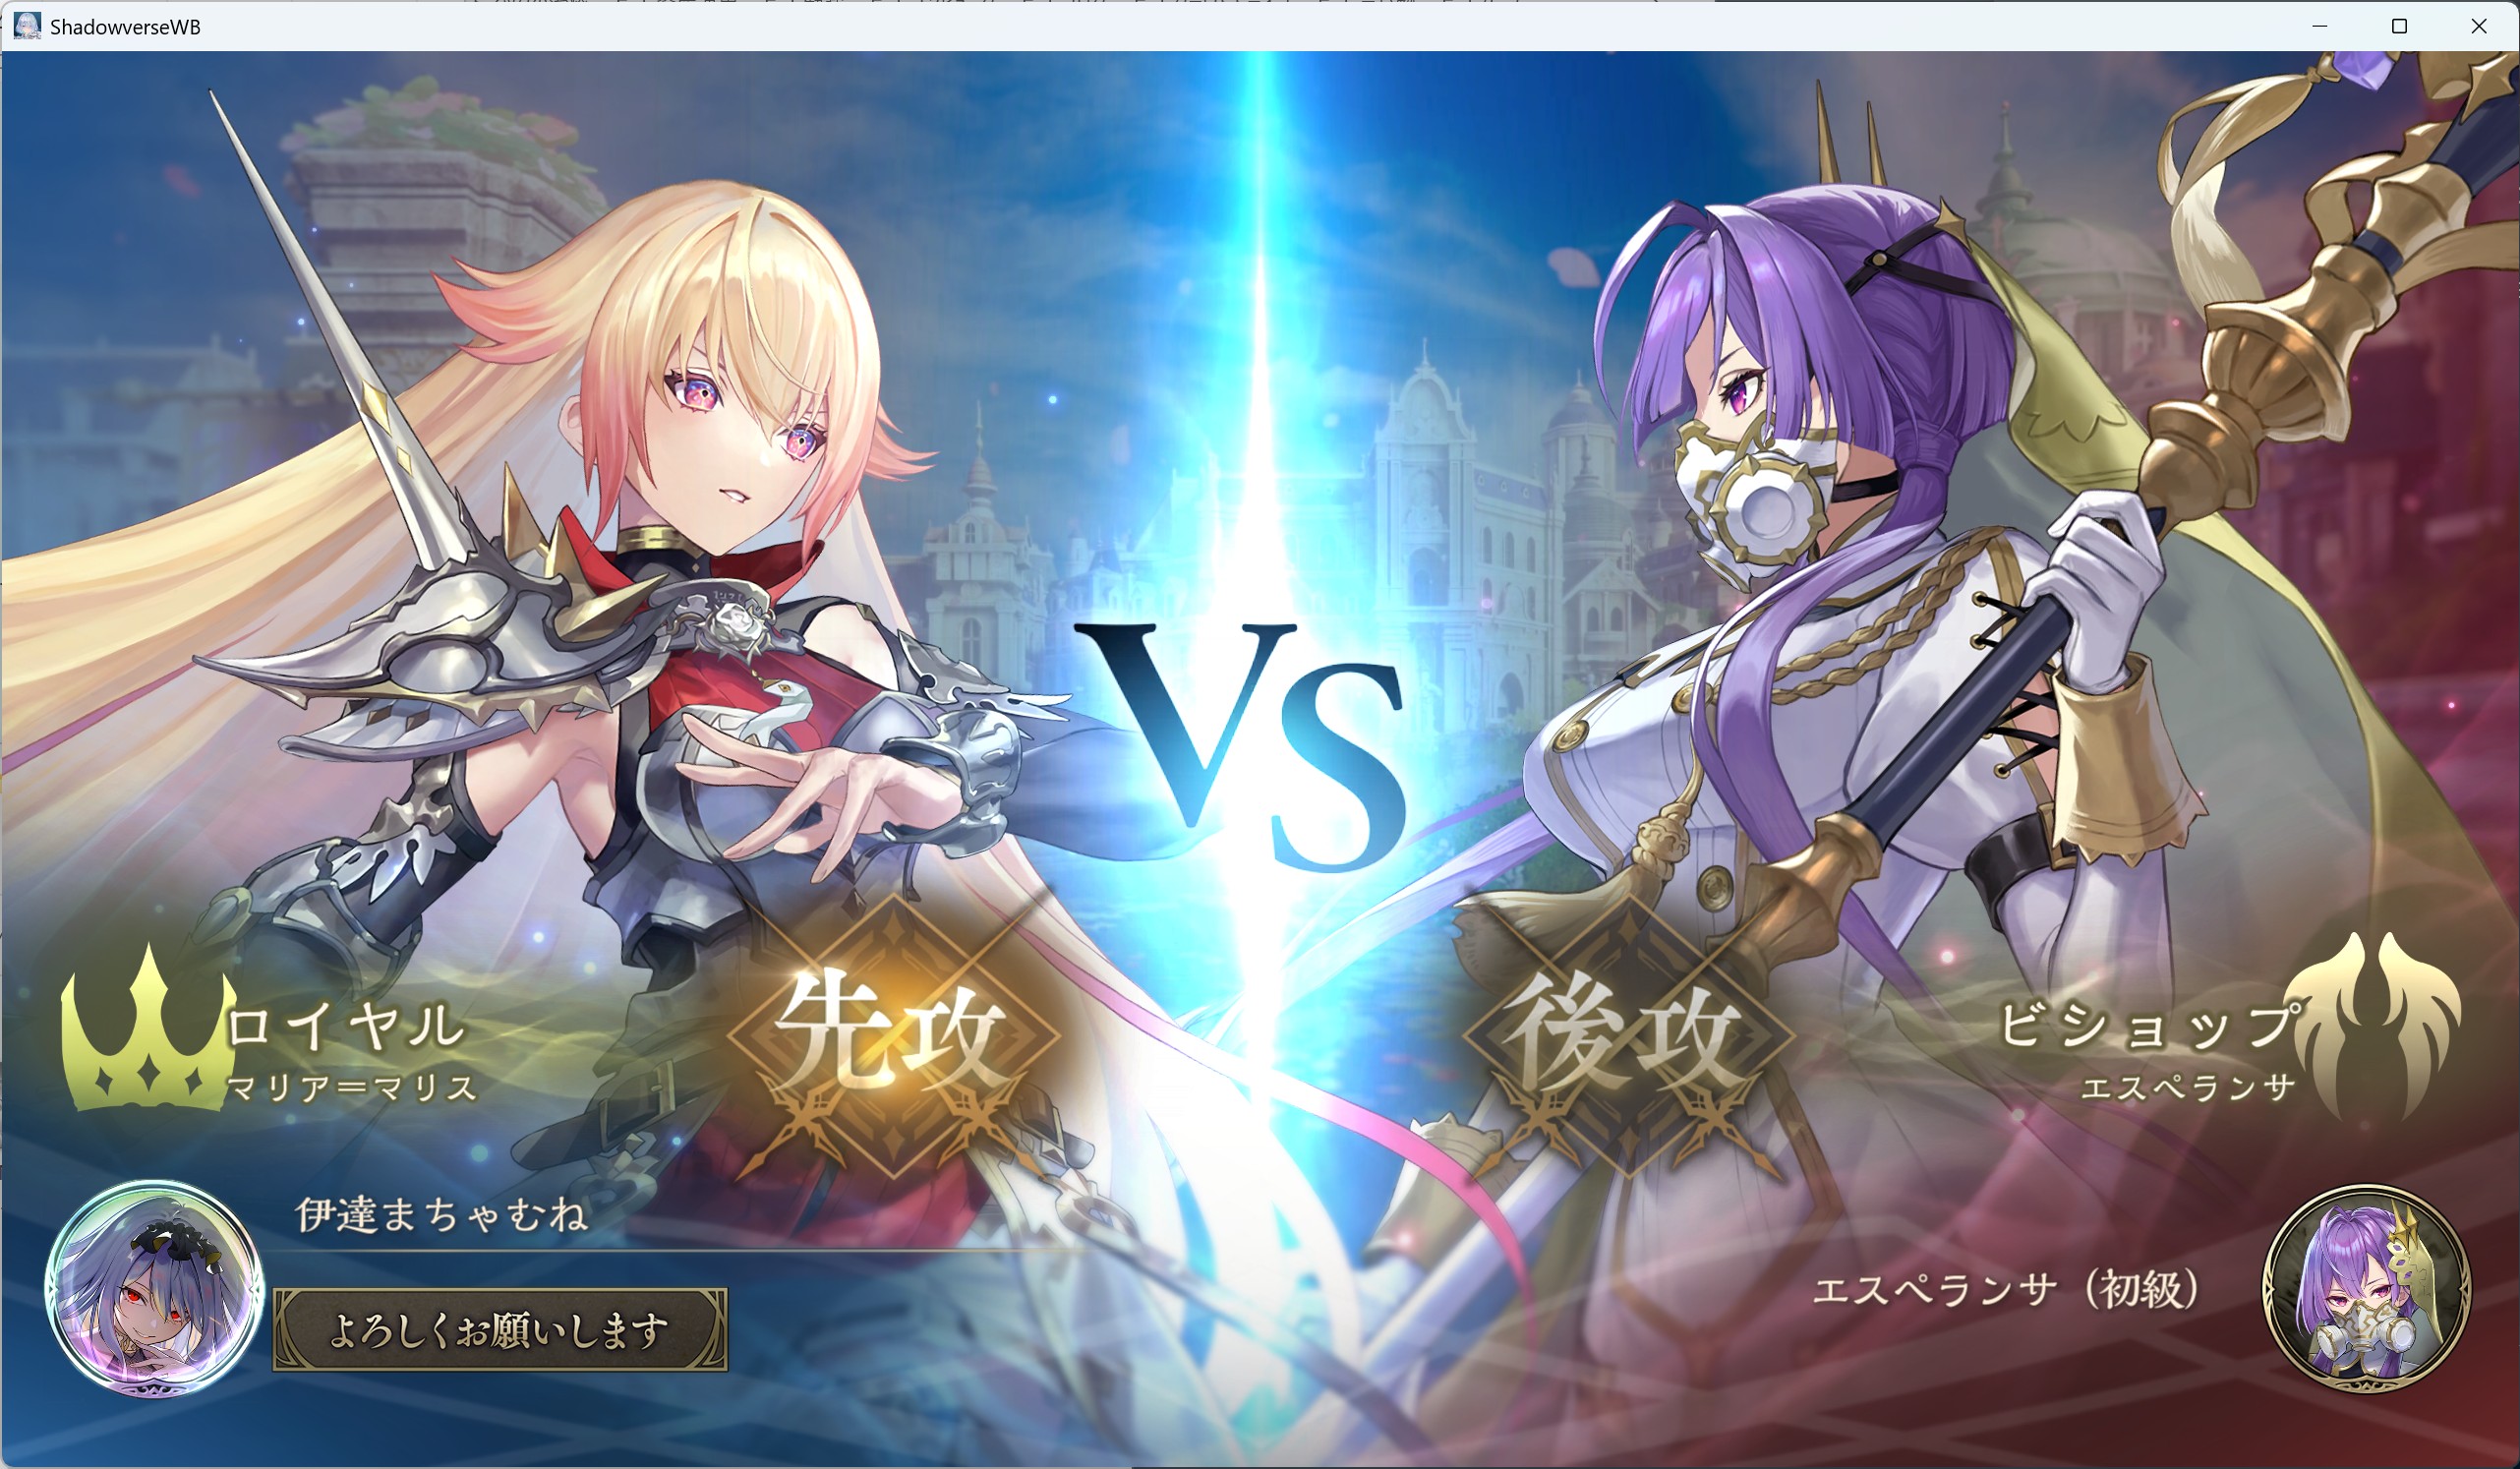 ShadowverseWB
VS
ロイヤル
マリア＝マリス
先攻
後攻
ビショップ
エスペランサ
伊達まちゃむね
よろしくお願いします
エスペランサ（初級）